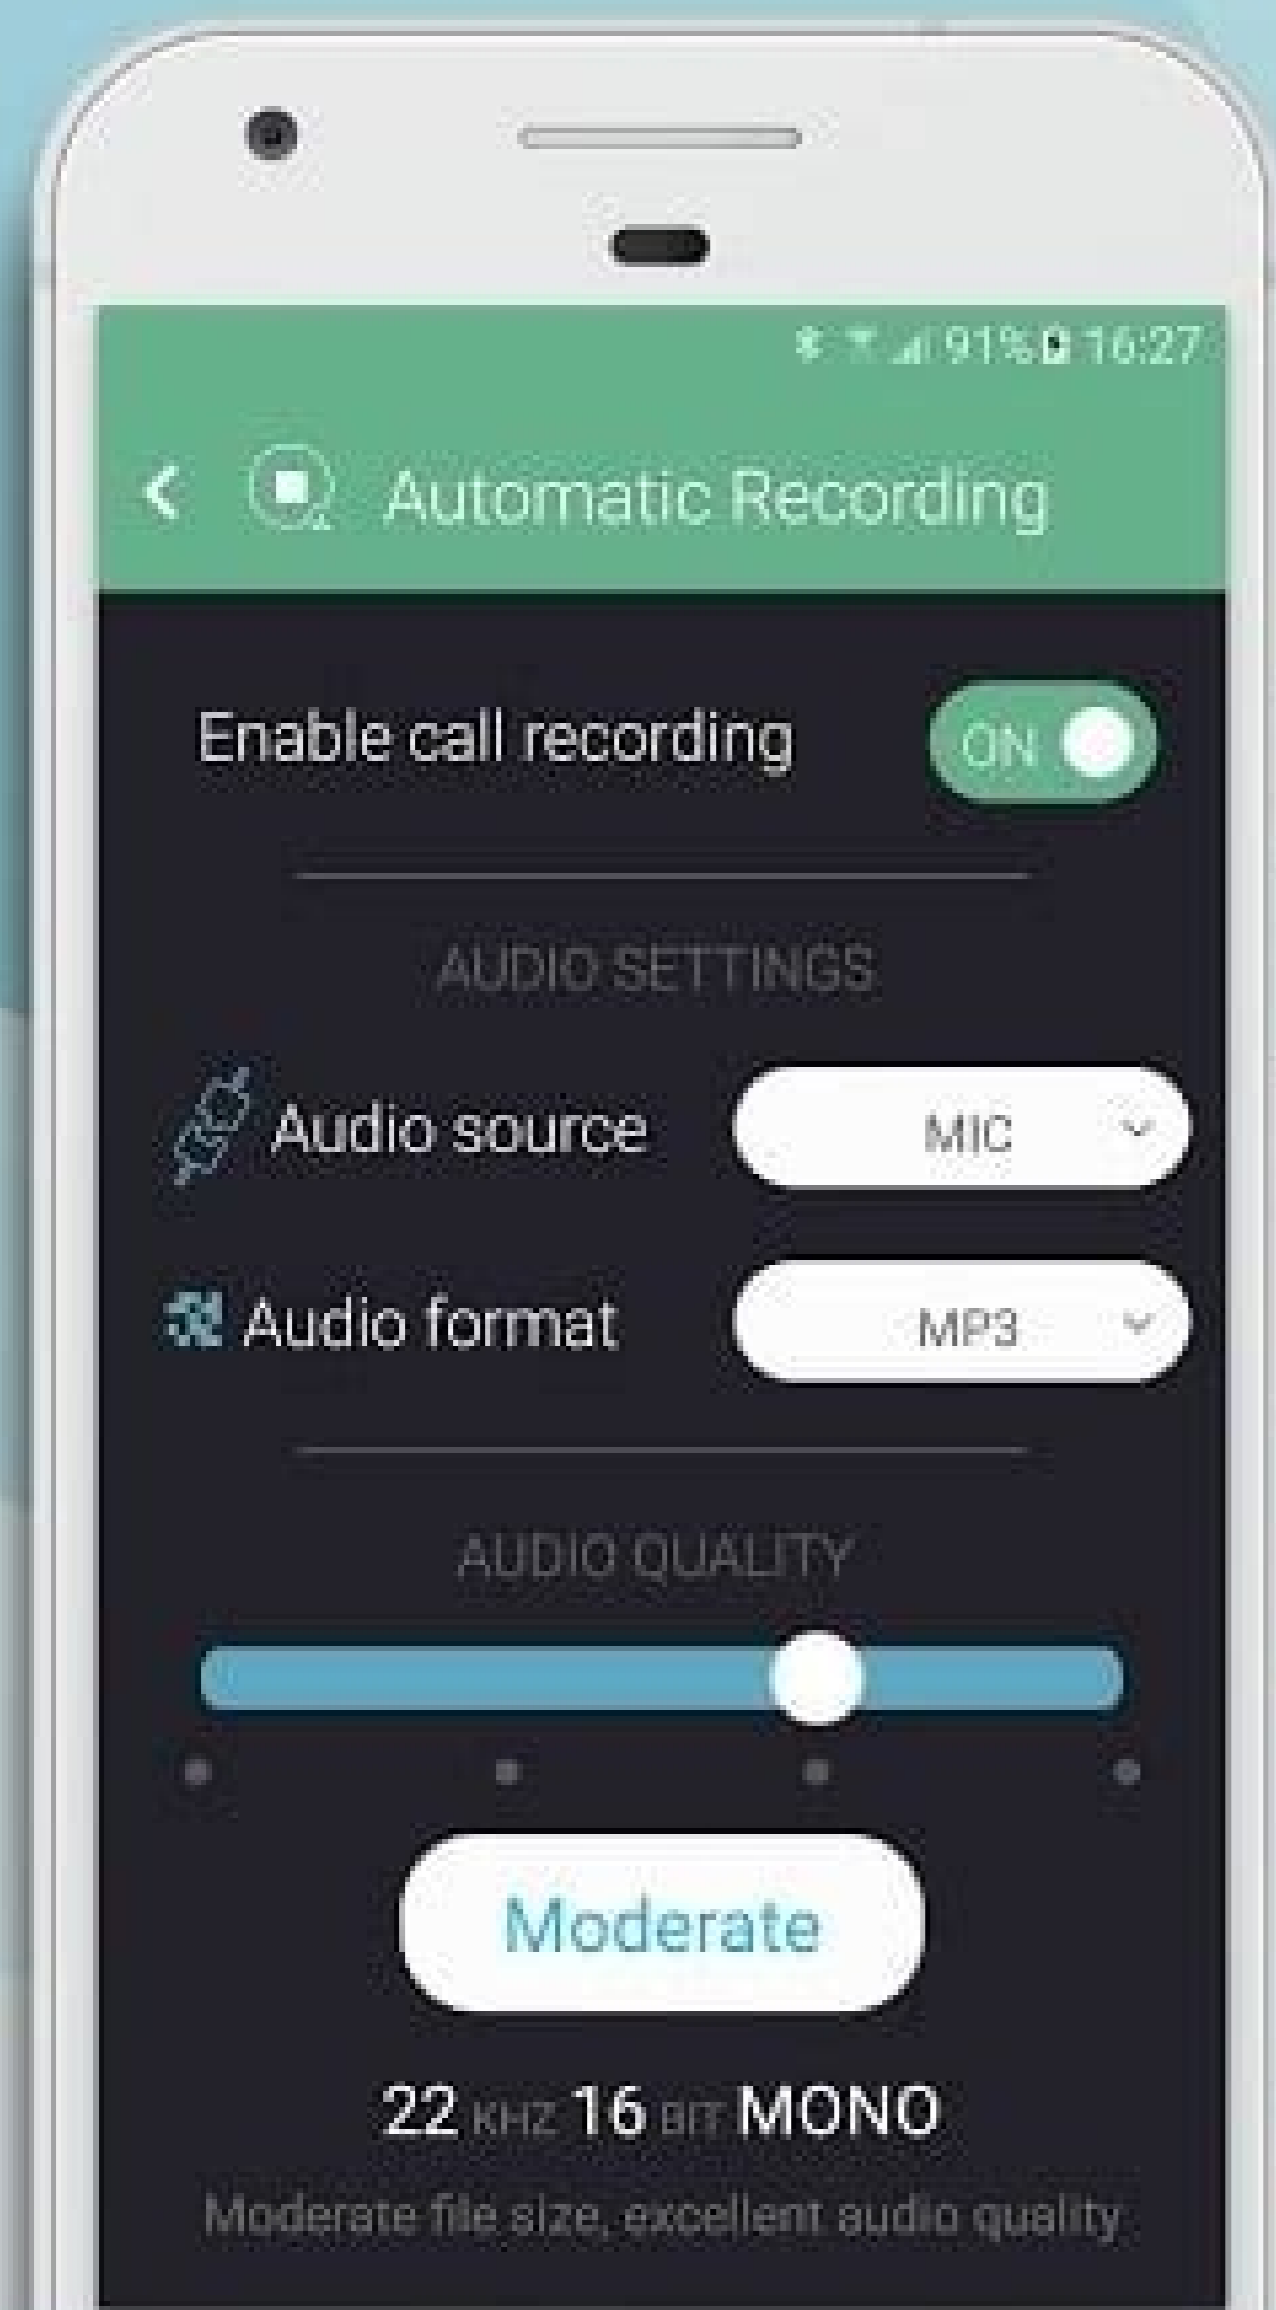 91% 16:27
Automatic Recording
Enable call recording ON
AUDIO SETTINGS
Audio source MIC
Audio format MP3
AUDIO QUALITY
Moderate
22 KHZ 16 BIT MONO
Moderate file size, excellent audio quality